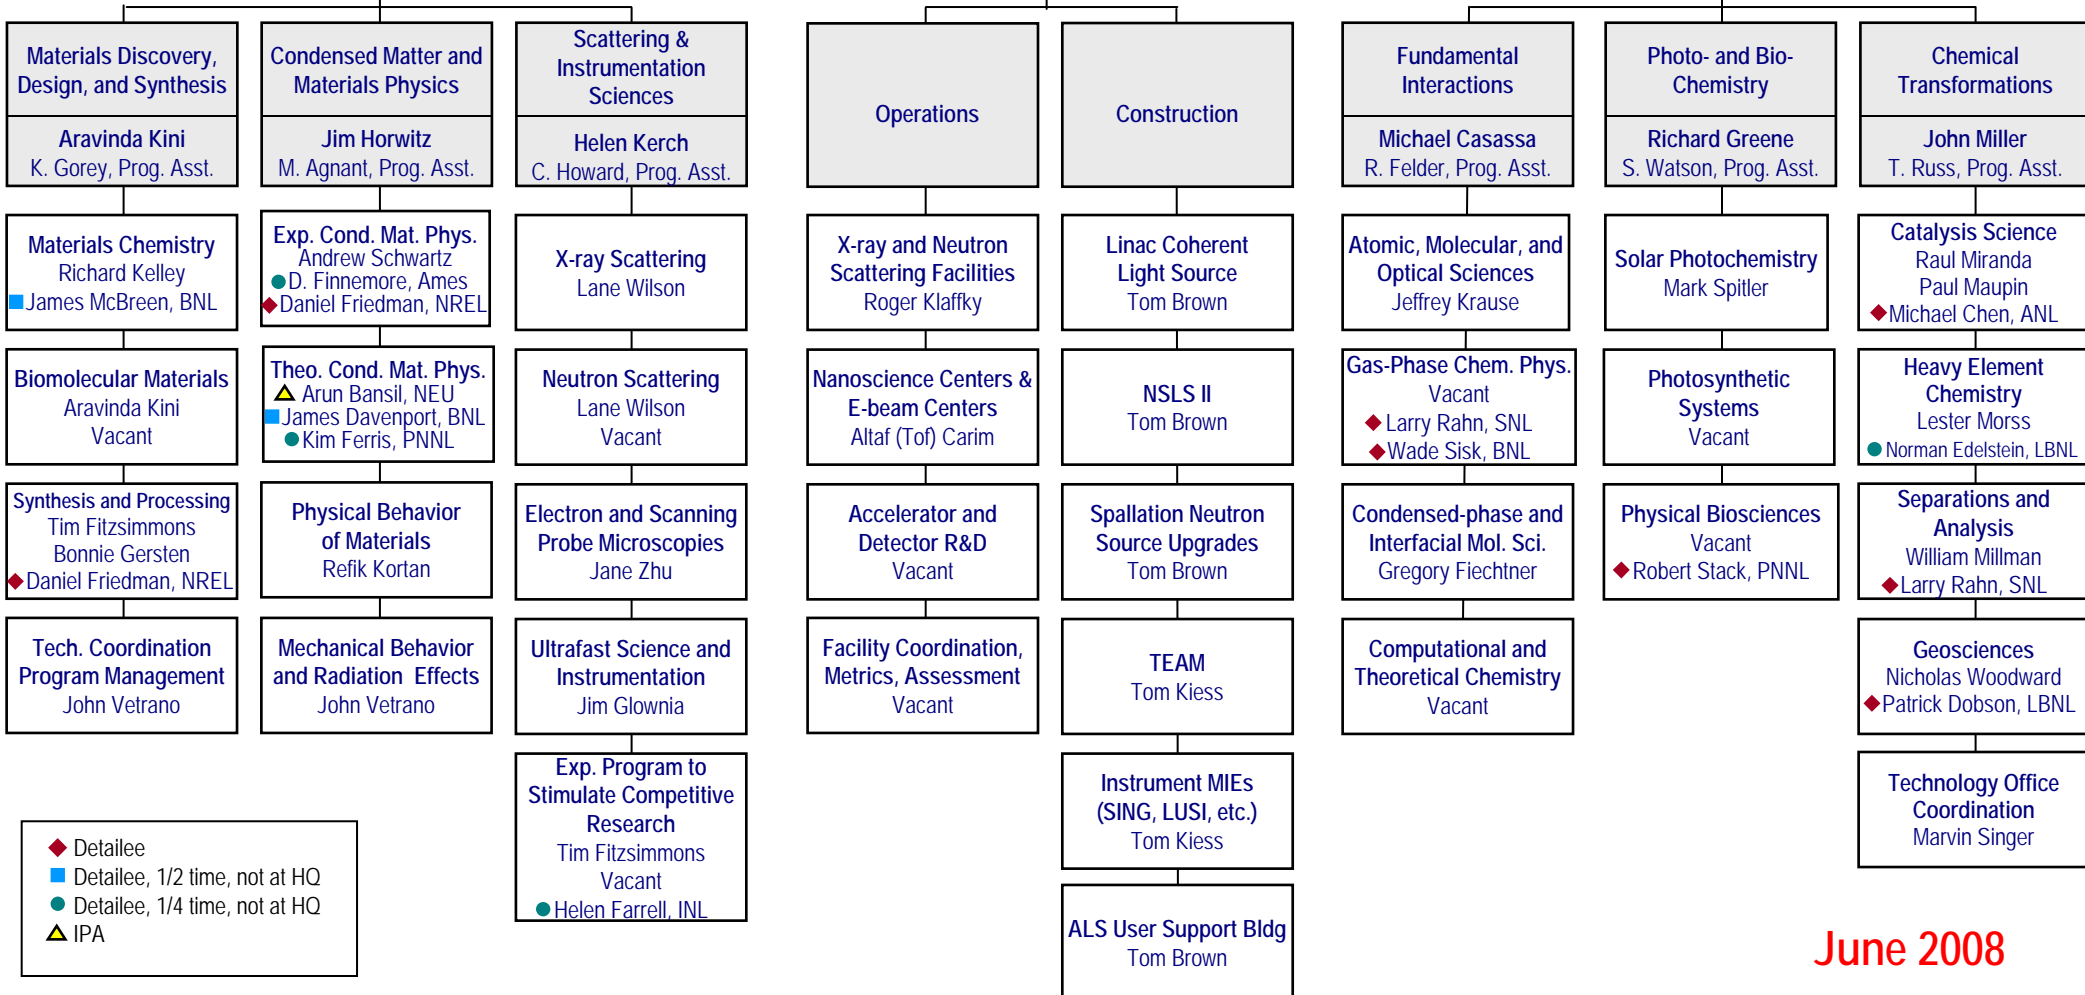 Materials Discovery,
Design, and Synthesis
Aravinda Kini
K. Gorey, Prog. Asst.
Materials Chemistry
Richard Kelley
James McBreen, BNL
Biomolecular Materials
Aravinda Kini
Vacant
Synthesis and Processing
Tim Fitzsimmons
Bonnie Gersten
Daniel Friedman, NREL
Tech. Coordination
Program Management
John Vetrano
Condensed Matter and
Materials Physics
Jim Horwitz
M. Agnant, Prog. Asst.
Exp. Cond. Mat. Phys.
Andrew Schwartz
D. Finnemore, Ames
Daniel Friedman, NREL
Theo. Cond. Mat. Phys.
Arun Bansil, NEU
James Davenport, BNL
Kim Ferris, PNNL
Physical Behavior
of Materials
Refik Kortan
Mechanical Behavior
and Radiation Effects
John Vetrano
Scattering &
Instrumentation
Sciences
Helen Kerch
C. Howard, Prog. Asst.
X-ray Scattering
Lane Wilson
Neutron Scattering
Lane Wilson
Vacant
Electron and Scanning
Probe Microscopies
Jane Zhu
Ultrafast Science and
Instrumentation
Jim Glownia
Exp. Program to
Stimulate Competitive
Research
Tim Fitzsimmons
Vacant
Helen Farrell, INL
Operations
X-ray and Neutron
Scattering Facilities
Roger Klaffky
Nanoscience Centers &
E-beam Centers
Altaf (Tof) Carim
Accelerator and
Detector R&D
Vacant
Facility Coordination,
Metrics, Assessment
Vacant
Construction
Linac Coherent
Light Source
Tom Brown
NSLS II
Tom Brown
Spallation Neutron
Source Upgrades
Tom Brown
TEAM
Tom Kiess
Instrument MIEs
(SING, LUSI, etc.)
Tom Kiess
ALS User Support Bldg
Tom Brown
Fundamental
Interactions
Michael Casassa
R. Felder, Prog. Asst.
Atomic, Molecular, and
Optical Sciences
Jeffrey Krause
Gas-Phase Chem. Phys.
Vacant
Larry Rahn, SNL
Wade Sisk, BNL
Condensed-phase and
Interfacial Mol. Sci.
Gregory Fiechtner
Computational and
Theoretical Chemistry
Vacant
Photo- and Bio-
Chemistry
Richard Greene
S. Watson, Prog. Asst.
Solar Photochemistry
Mark Spitler
Photosynthetic
Systems
Vacant
Physical Biosciences
Vacant
Robert Stack, PNNL
Chemical
Transformations
John Miller
T. Russ, Prog. Asst.
Catalysis Science
Raul Miranda
Paul Maupin
Michael Chen, ANL
Heavy Element
Chemistry
Lester Morss
Norman Edelstein, LBNL
Separations and
Analysis
William Millman
Larry Rahn, SNL
Geosciences
Nicholas Woodward
Patrick Dobson, LBNL
Technology Office
Coordination
Marvin Singer
Detailee
Detailee, 1/2 time, not at HQ
Detailee, 1/4 time, not at HQ
IPA
June 2008